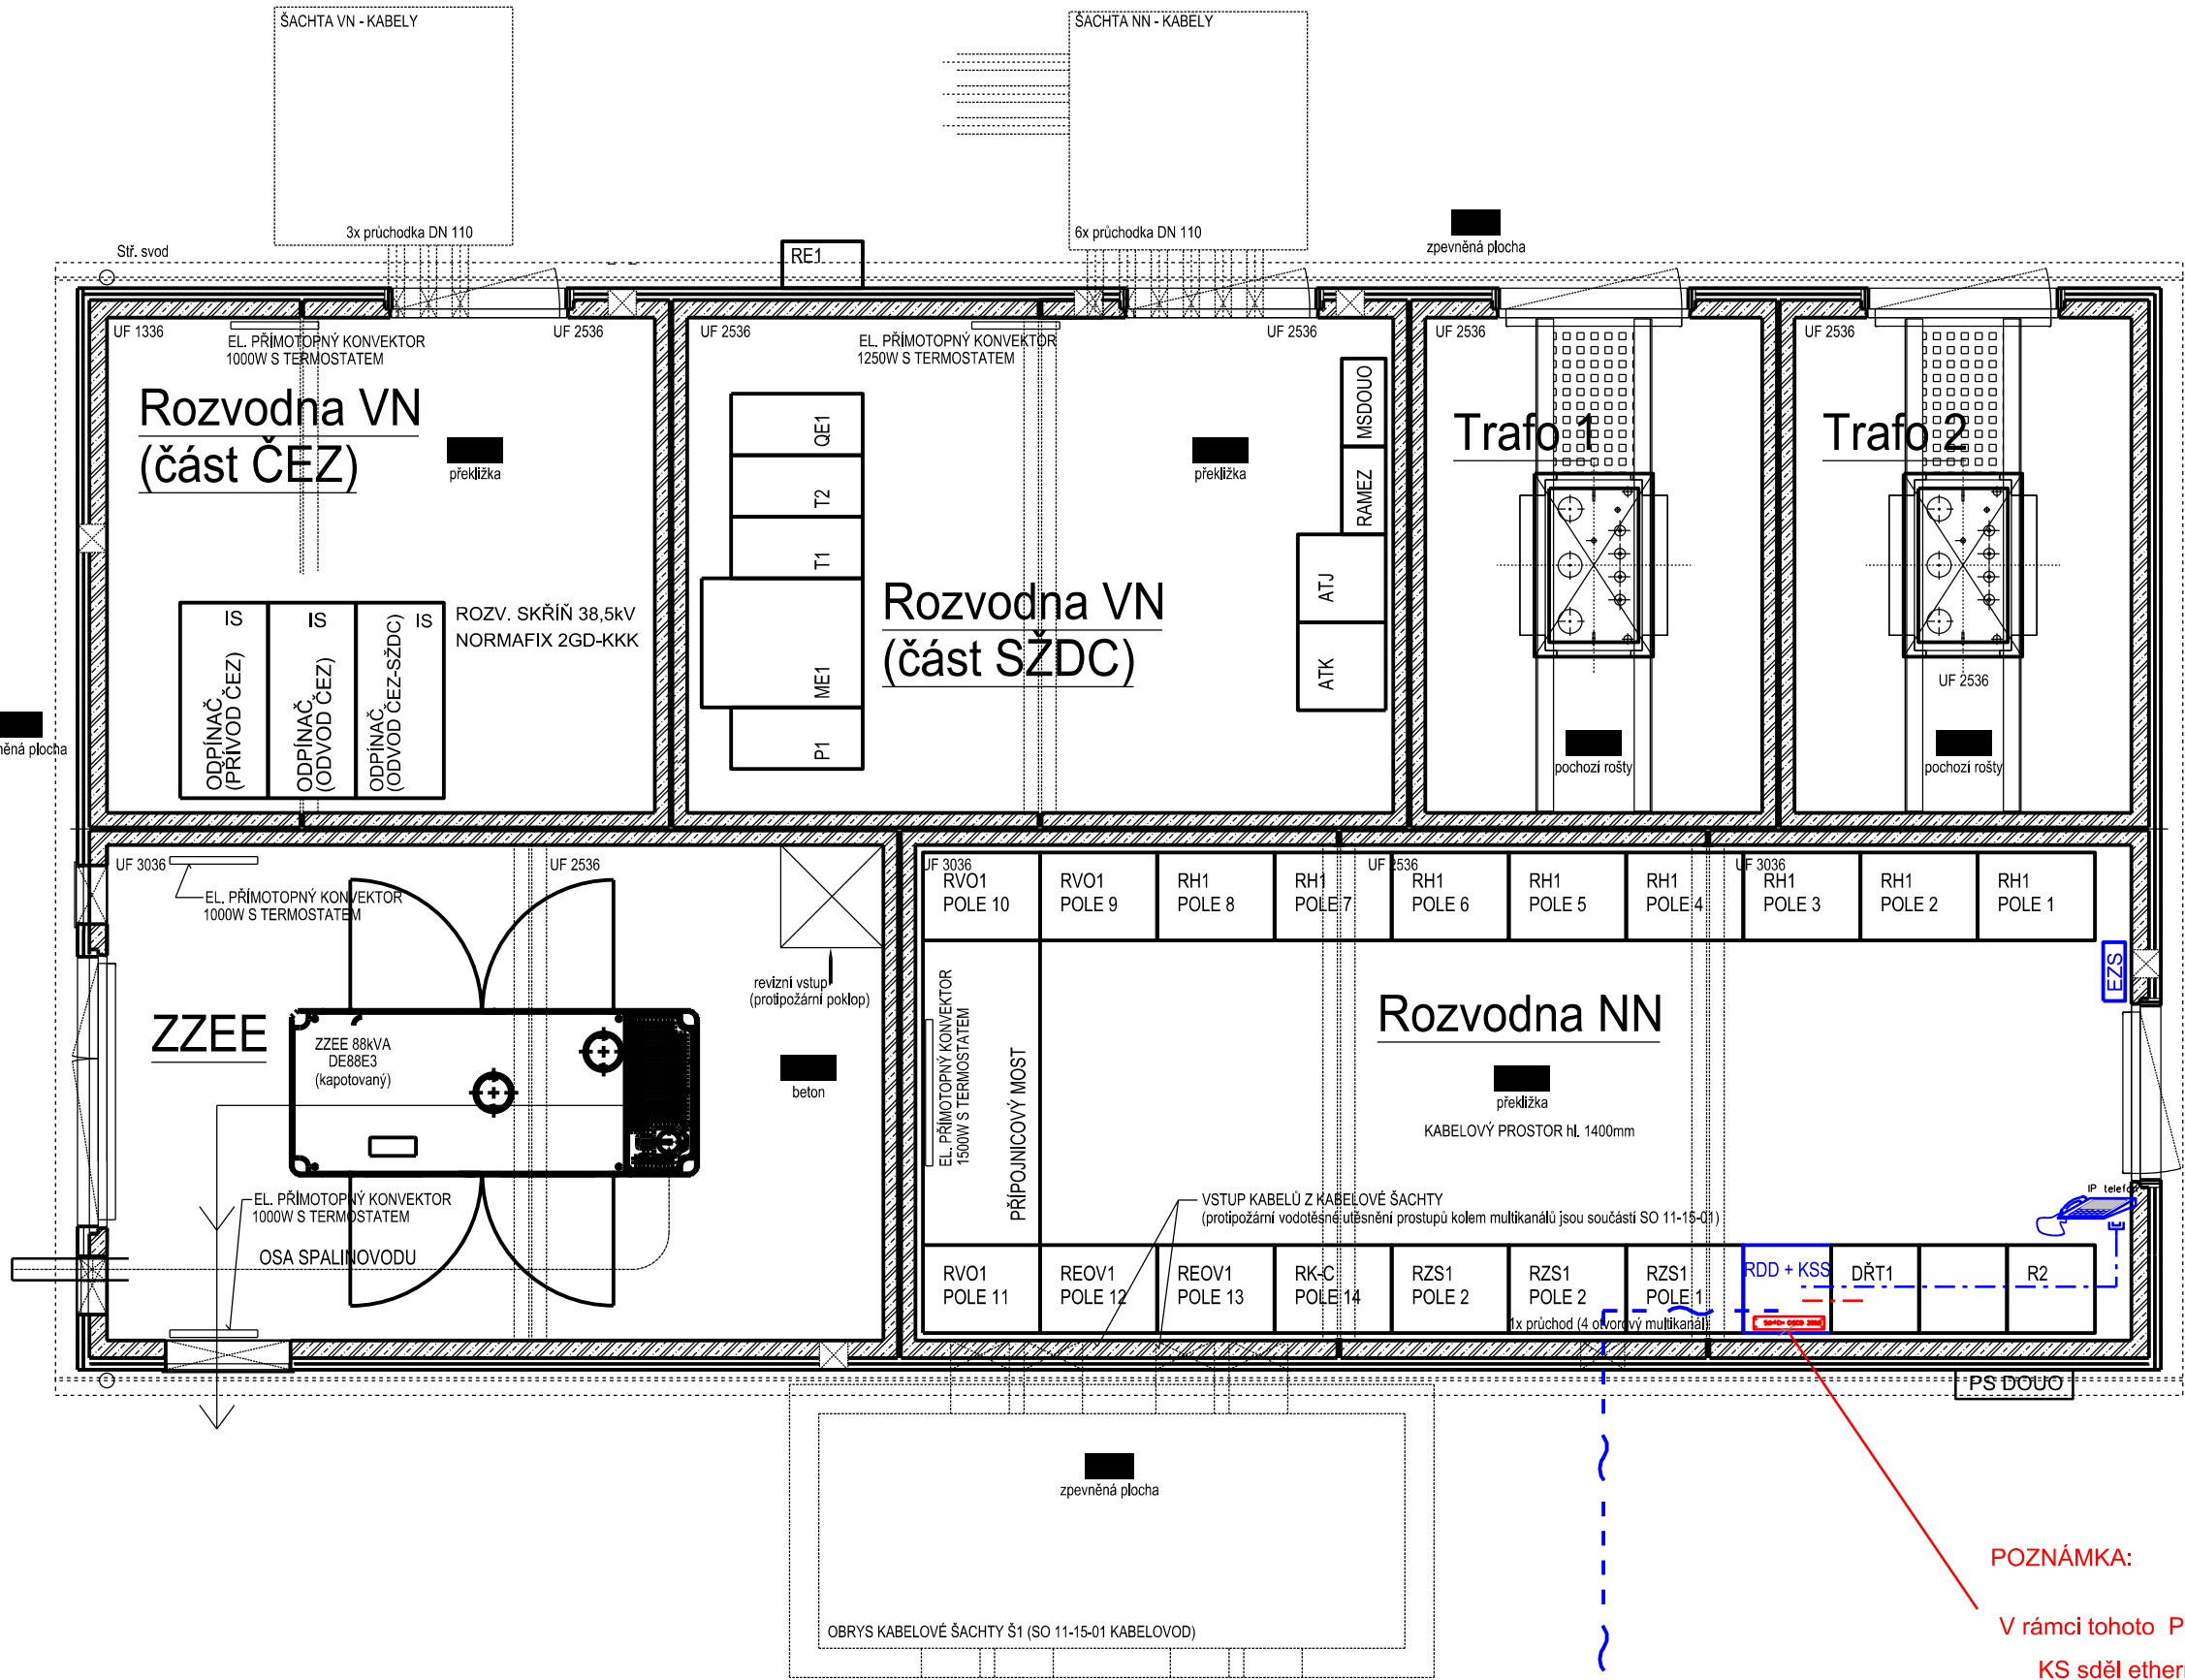 ŠACHTA VN - KABELY
ŠACHTA NN - KABELY
3x průchodka DN 110
6x průchodka DN 110
zpevněná plocha
Stř. svod
RE1
UF 1336
EL. PŘÍMOTOPNÝ KONVEKTOR
1000W S TERMOSTATEM
UF 2536
UF 2536
EL. PŘÍMOTOPNÝ KONVEKTOR
1250W S TERMOSTATEM
UF 2536
UF 2536
UF 2536
Rozvodna VN
(část ČEZ)
překližka
QE1
T2
T1
ME1
P1
Rozvodna VN
(část SŽDC)
překližka
MSDOUO
RAMEZ
ATJ
ATK
Trafo 1
Trafo 2
UF 2536
pochozí rošty
pochozí rošty
IS
IS
IS
ODPÍNAČ
(PŘÍVOD ČEZ)
ODPÍNAČ
(ODVOD ČEZ)
ODPÍNAČ
(ODVOD ČEZ-SŽDC)
ROZV. SKŘÍŇ 38,5kV
NORMAFIX 2GD-KKK
něná plocha
UF 3036
EL. PŘÍMOTOPNÝ KONVEKTOR
1000W S TERMOSTATEM
UF 2536
revizní vstup
(protipožární poklop)
ZZEE
ZZEE 88kVA
DE88E3
(kapotovaný)
beton
EL. PŘÍMOTOPNÝ KONVEKTOR
1000W S TERMOSTATEM
OSA SPALINOVODU
UF 3036
UF 2536
UF 3036
RVO1
POLE 10
RVO1
POLE 9
RH1
POLE 8
RH1
POLE 7
RH1
POLE 6
RH1
POLE 5
RH1
POLE 4
RH1
POLE 3
RH1
POLE 2
RH1
POLE 1
EZS
EL. PŘÍMOTOPNÝ KONVEKTOR
1500W S TERMOSTATEM
PŘÍPOJNICOVÝ MOST
Rozvodna NN
překližka
KABELOVÝ PROSTOR hl. 1400mm
VSTUP KABELŮ Z KABELOVÉ ŠACHTY
(protipožární vodotěsné utěsnění prostupů kolem multikanálů jsou součástí SO 11-15-01)
IP telefon
RVO1
POLE 11
REOV1
POLE 12
REOV1
POLE 13
RK-C
POLE 14
RZS1
POLE 2
RZS1
POLE 2
RZS1
POLE 1
RDD + KSS
DŘT1
R2
1x průchod (4 otvorový multikanál)
PS DOUO
zpevněná plocha
OBRYS KABELOVÉ ŠACHTY Š1 (SO 11-15-01 KABELOVOD)
POZNÁMKA:
V rámci tohoto P
KS sděl ether